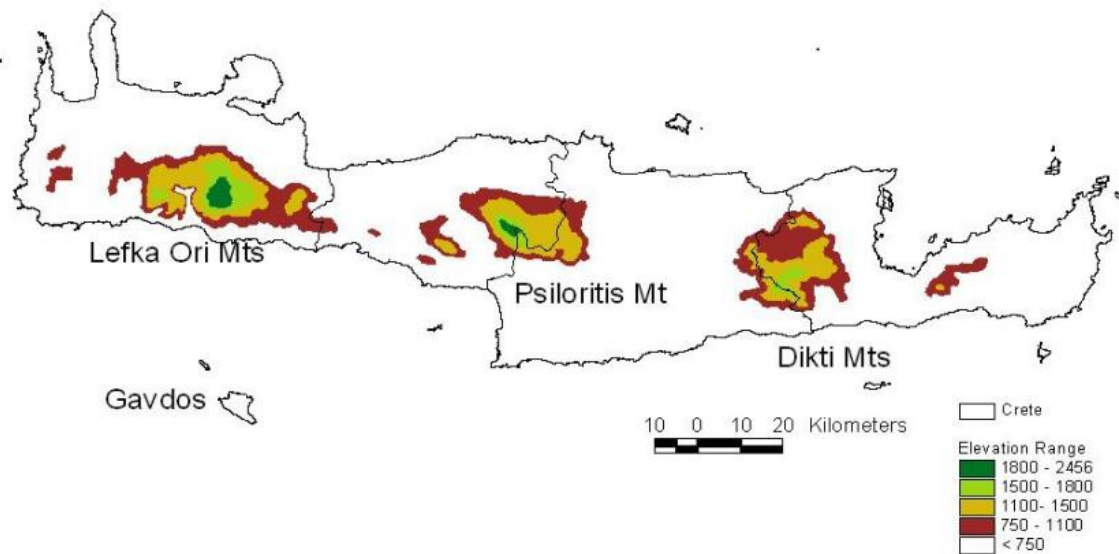 Lefka Ori Mts
Psiloritis Mt
Dikti Mts
Gavdos
10 0 10 20 Kilometers
Crete
Elevation Range
1800 - 2456
1500 - 1800
1100- 1500
750 - 1100
< 750